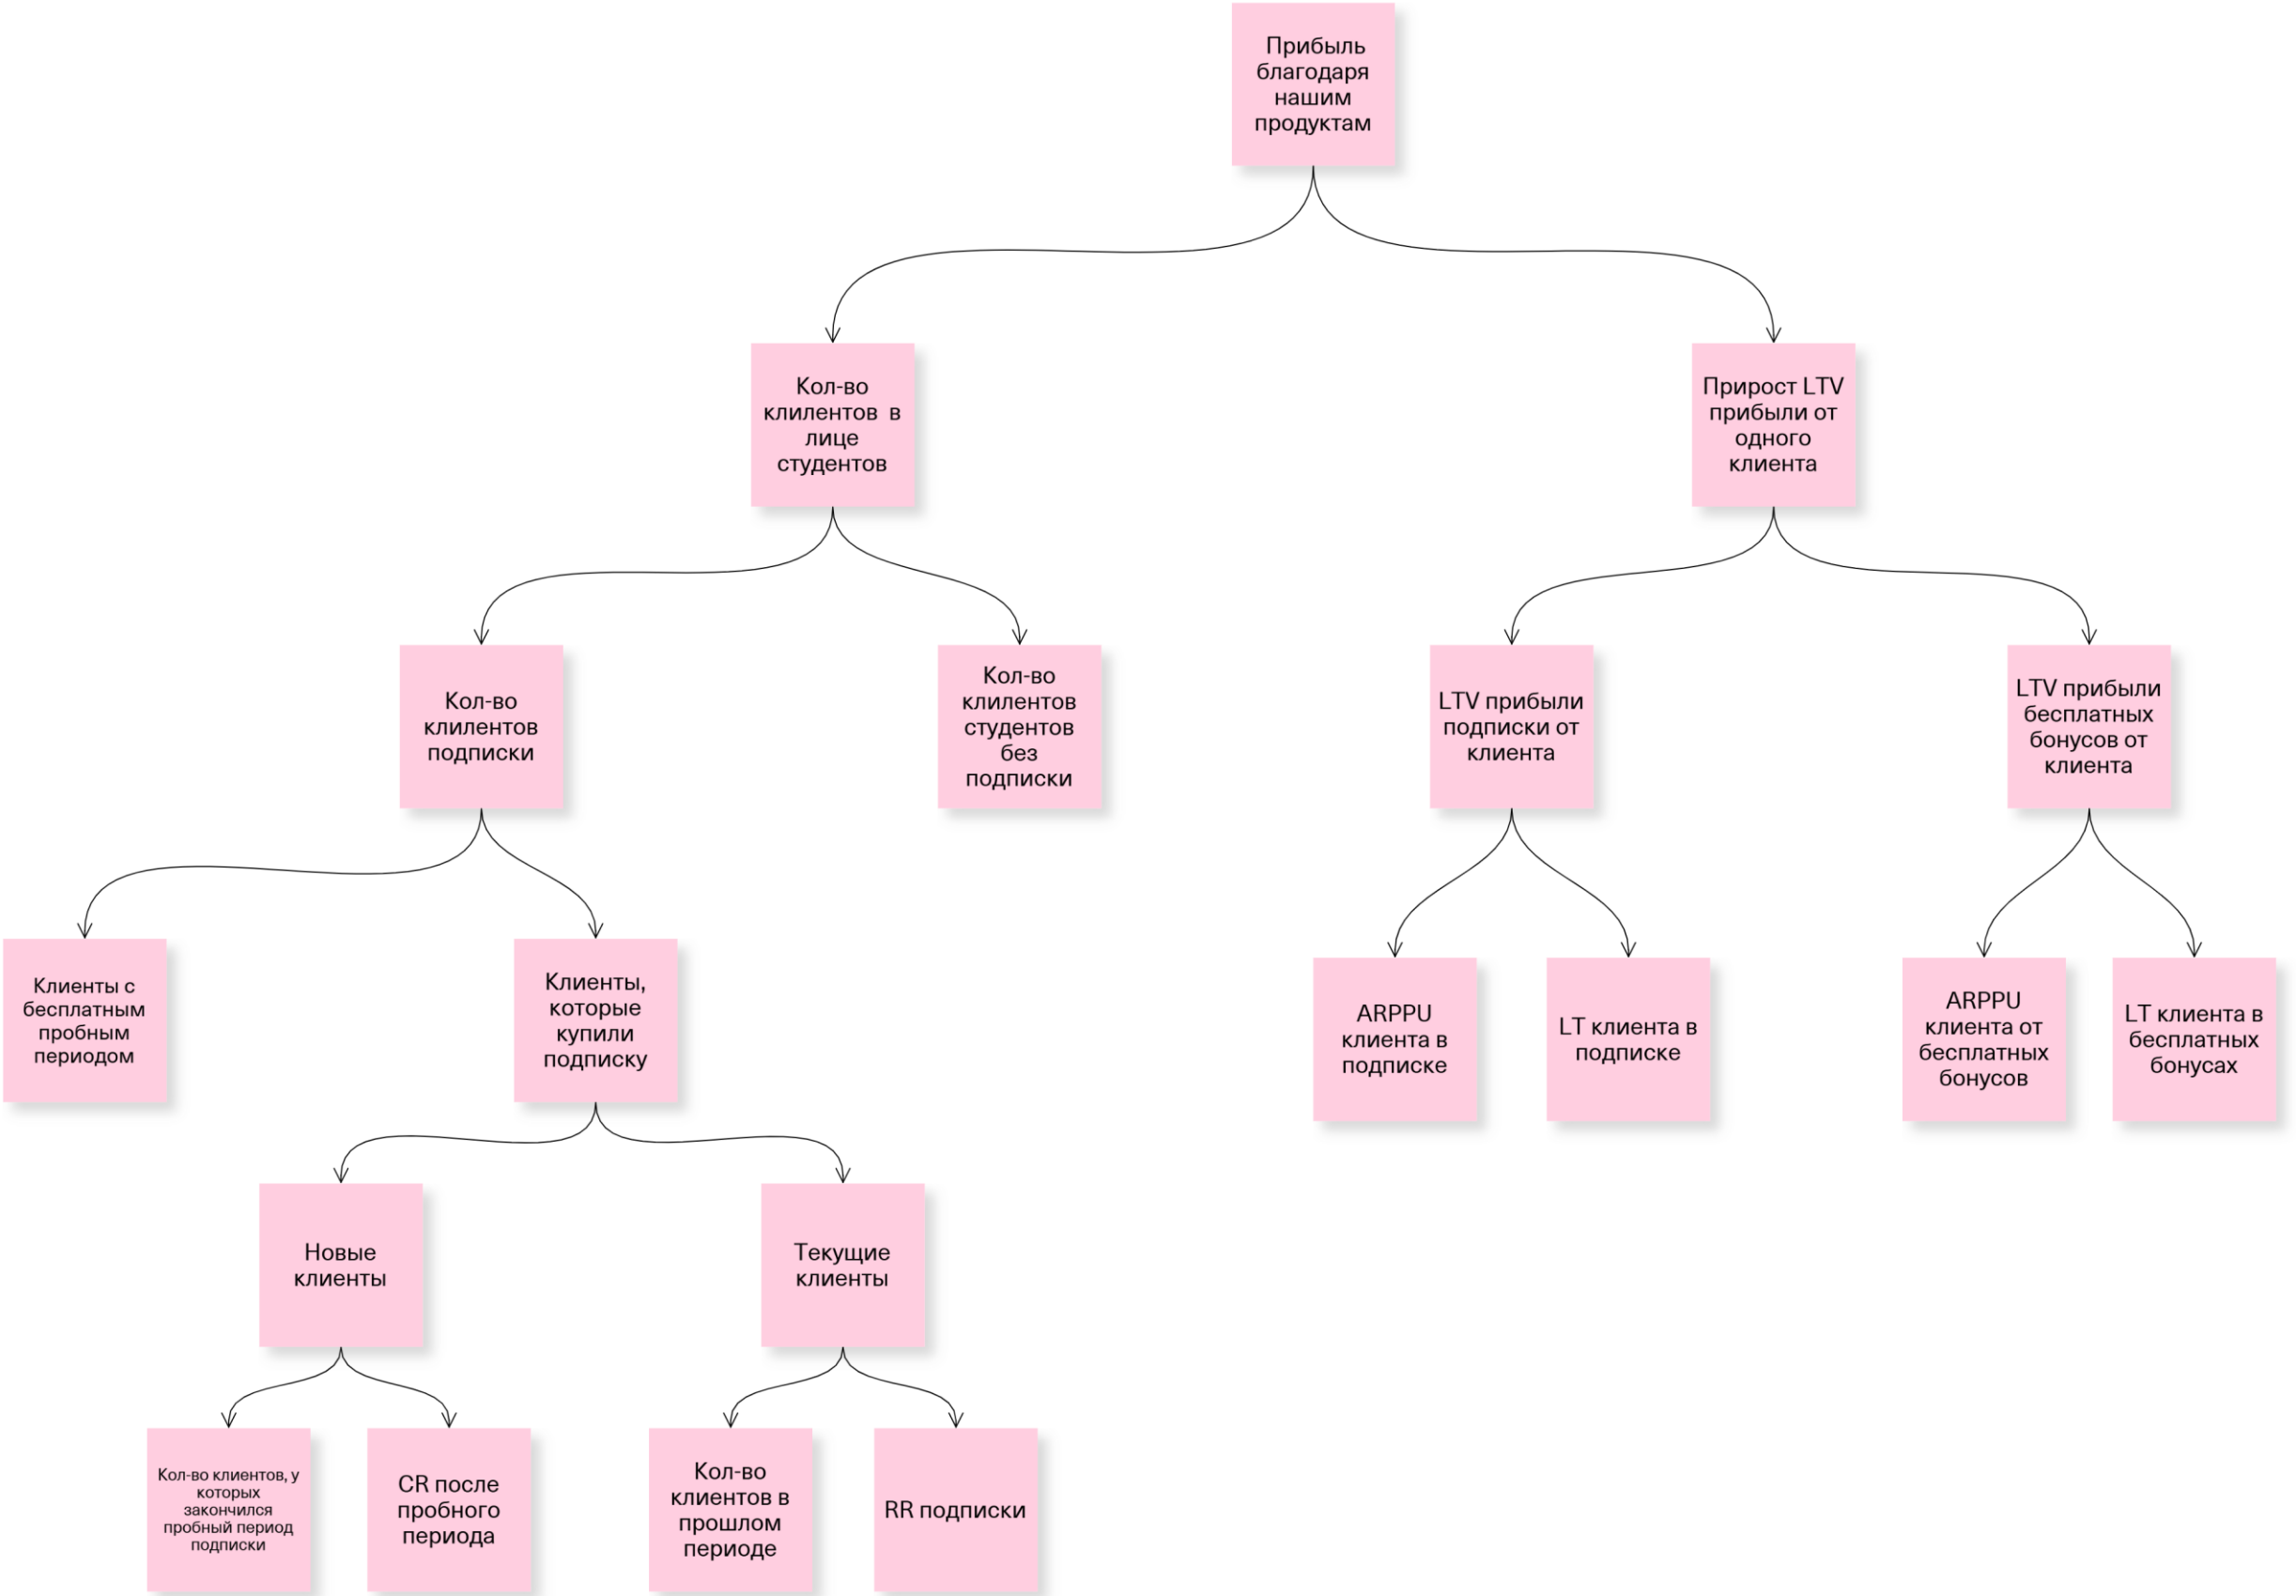 Прибыль
благодаря
нашим
продуктам
Кол-во
клилентов  в
лице
студентов
Прирост LTV
прибыли от
одного
клиента
Кол-во
клилентов
подписки
Кол-во
клилентов
студентов
без
подписки
LTV прибыли
подписки от
клиента
LTV прибыли
бесплатных
бонусов от
клиента
Клиенты с
бесплатным
пробным
периодом
Клиенты,
которые
купили
подписку
ARPPU
клиента в
подписке
LT клиента в
подписке
ARPPU
клиента от
бесплатных
бонусов
LT клиента в
бесплатных
бонусах
Новые
клиенты
Текущие
клиенты
Кол-во клиентов, у
которых
закончился
пробный период
подписки
CR после
пробного
периода
Кол-во
клиентов в
прошлом
периоде
RR подписки